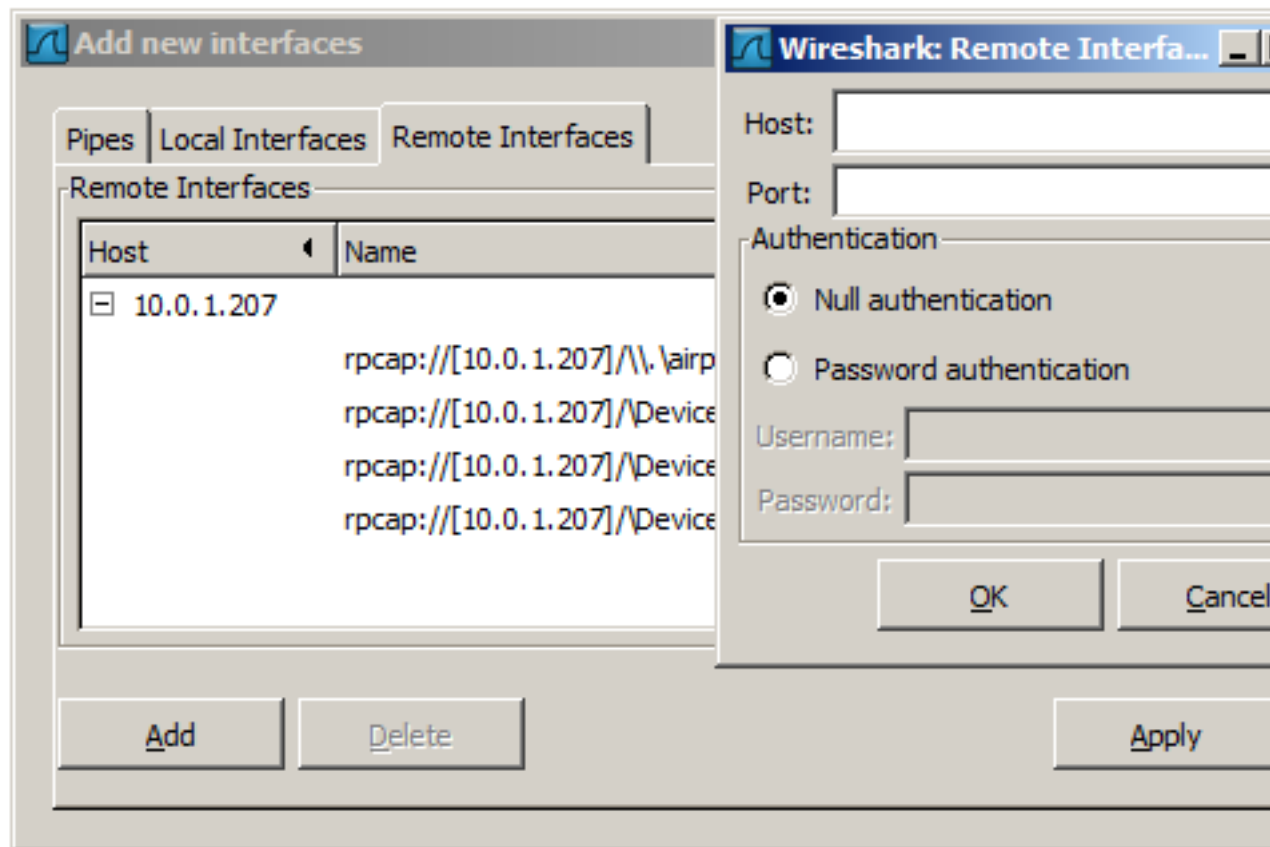 Add new interfaces
Pipes Local Interfaces Remote Interfaces
Remote Interfaces
Host Name
10.0.1.207
rpcap://[10.0.1.207]/\\.\airp
rpcap://[10.0.1.207]/\Device
rpcap://[10.0.1.207]/\Device
rpcap://[10.0.1.207]/\Device
Add Delete
Apply
Wireshark: Remote Interfa...
Host:
Port:
Authentication
Null authentication
Password authentication
Username:
Password:
OK Cancel